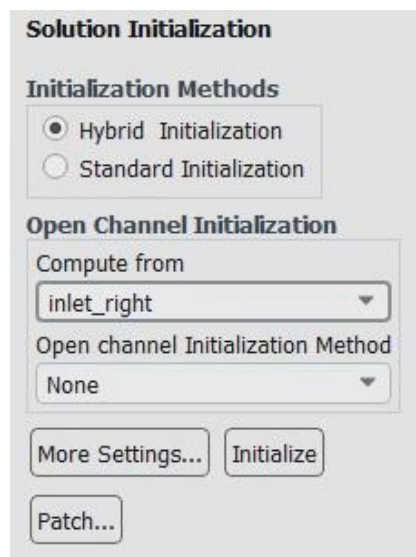 Solution Initialization
Initialization Methods
Hybrid Initialization
Standard Initialization
Open Channel Initialization
Compute from
inlet_right
Open channel Initialization Method
None
More Settings... Initialize
Patch...